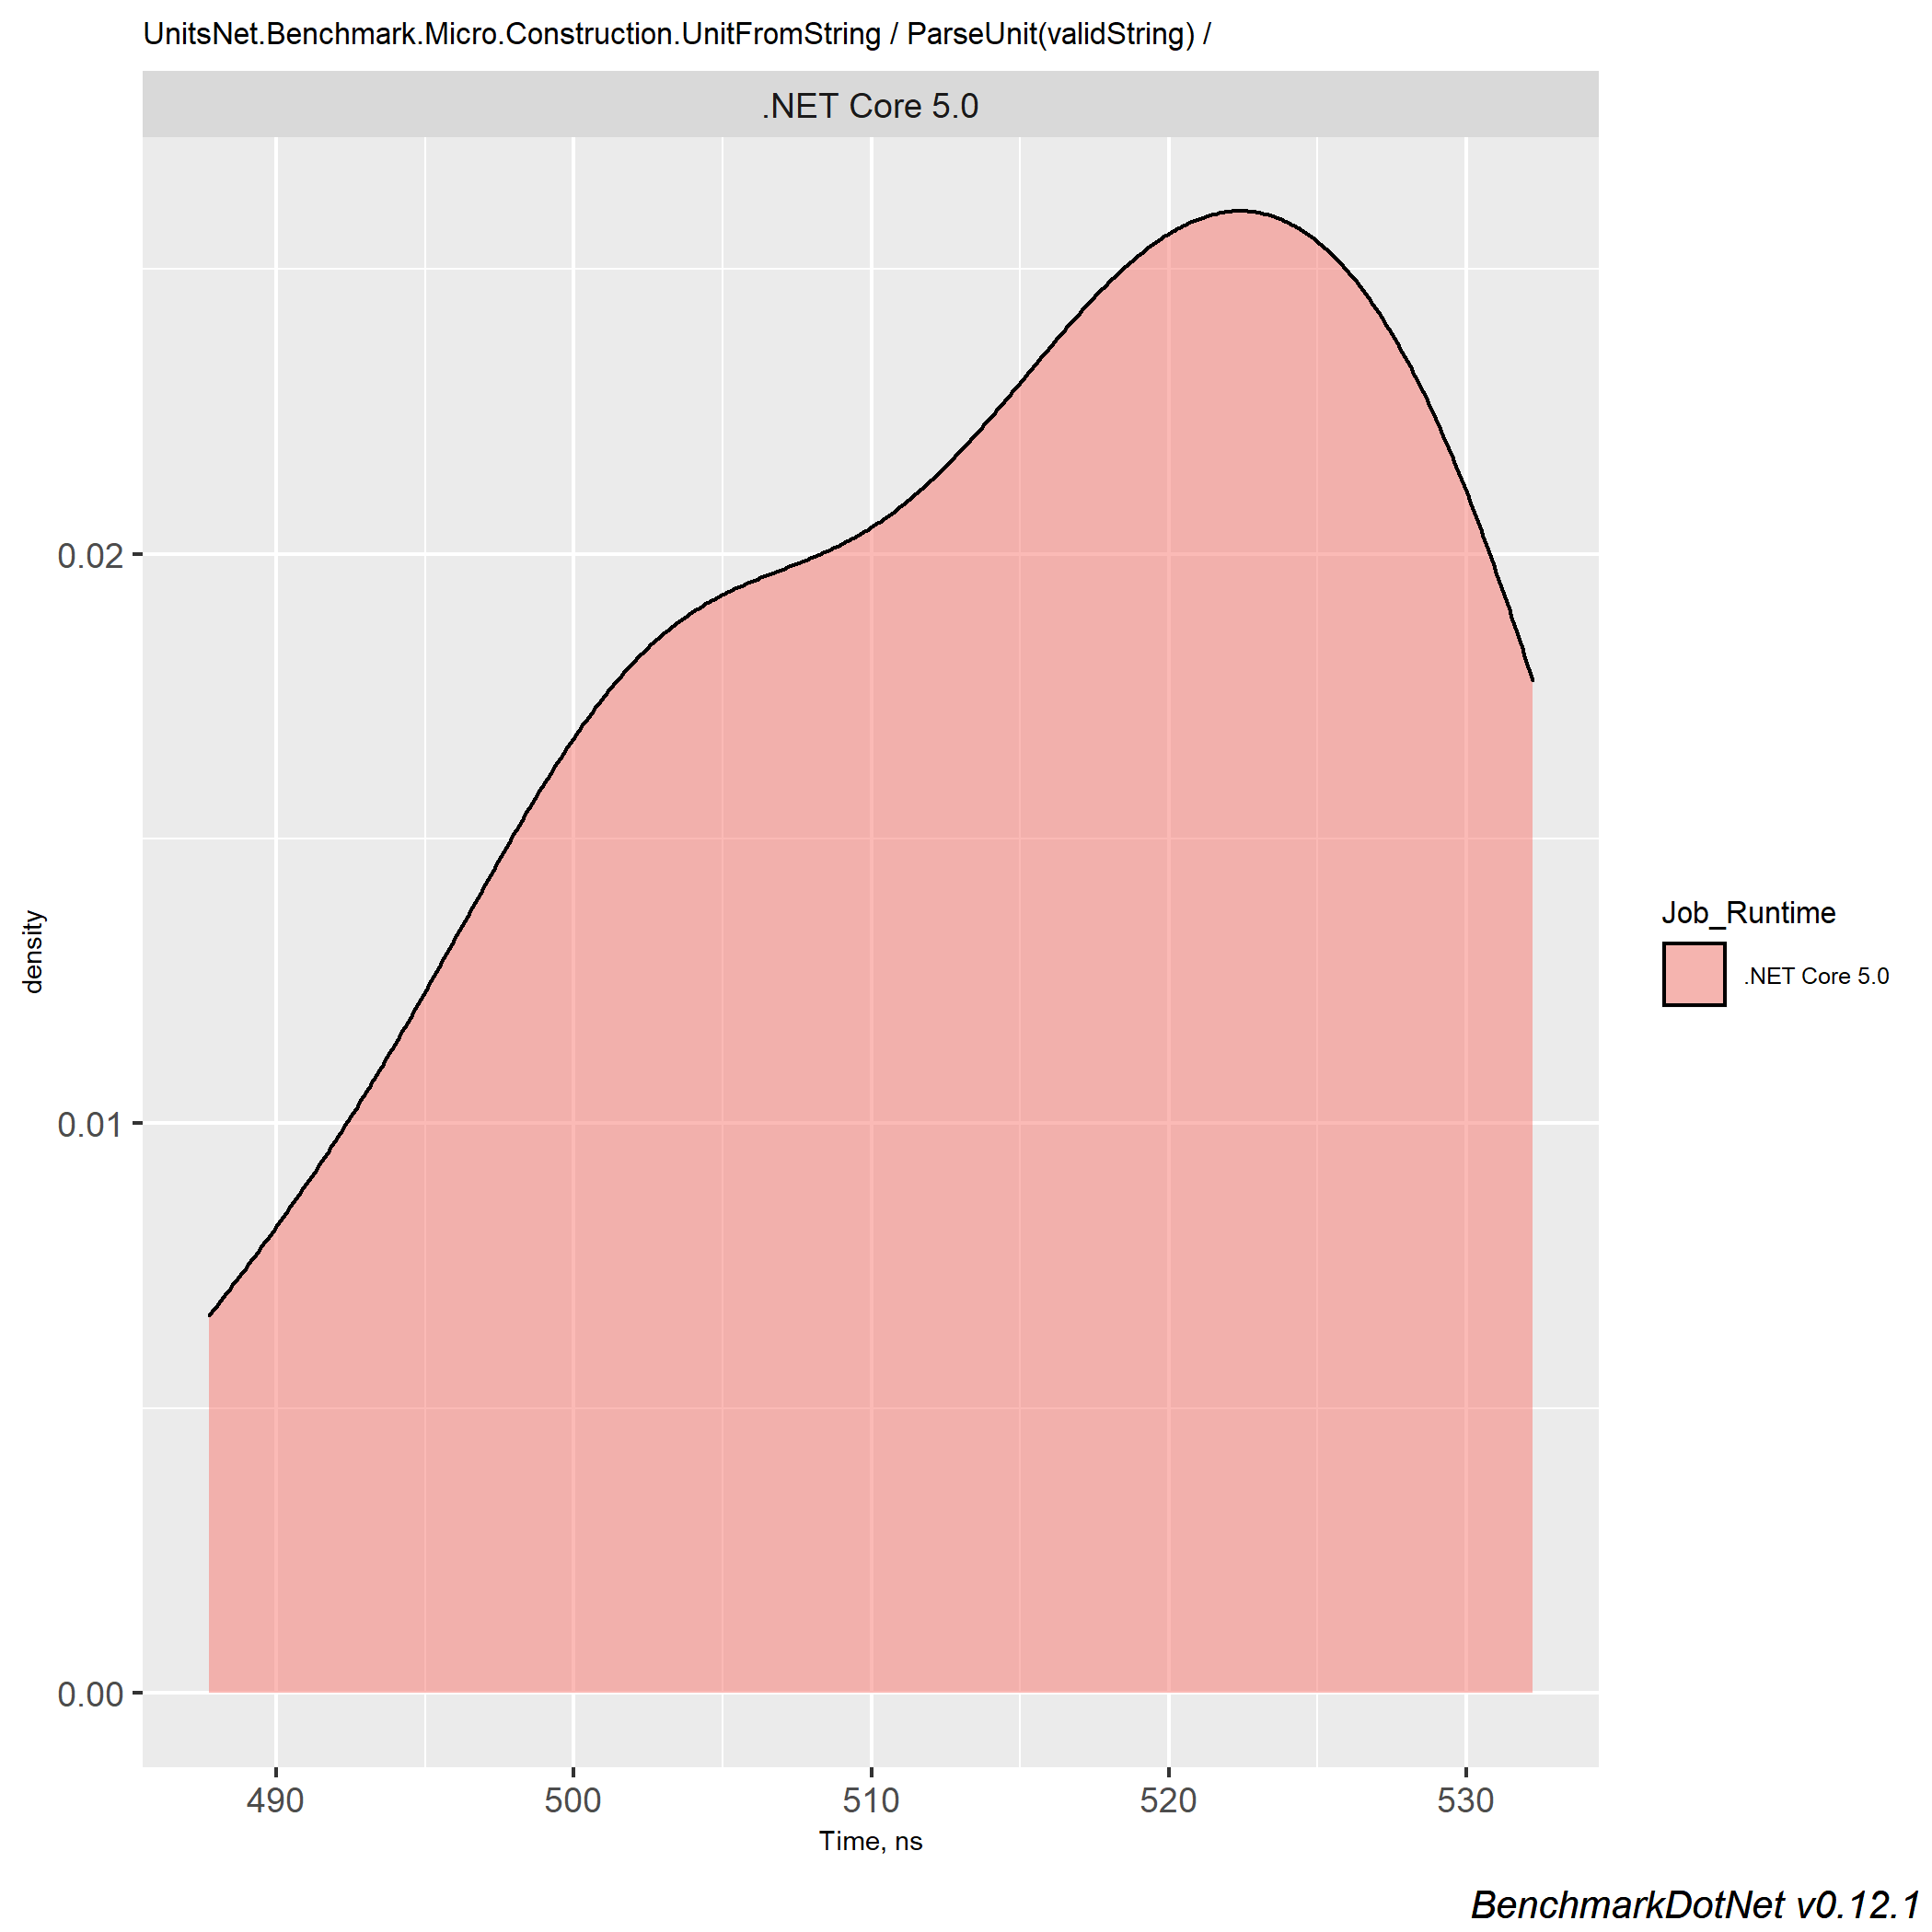 UnitsNet.Benchmark.Micro.Construction.UnitFromString / ParseUnit(validString) /
.NET Core 5.0
0.02
0.01
0.00
density
490 500 510 520 530
Time, ns
Job_Runtime
.NET Core 5.0
BenchmarkDotNet v0.12.1